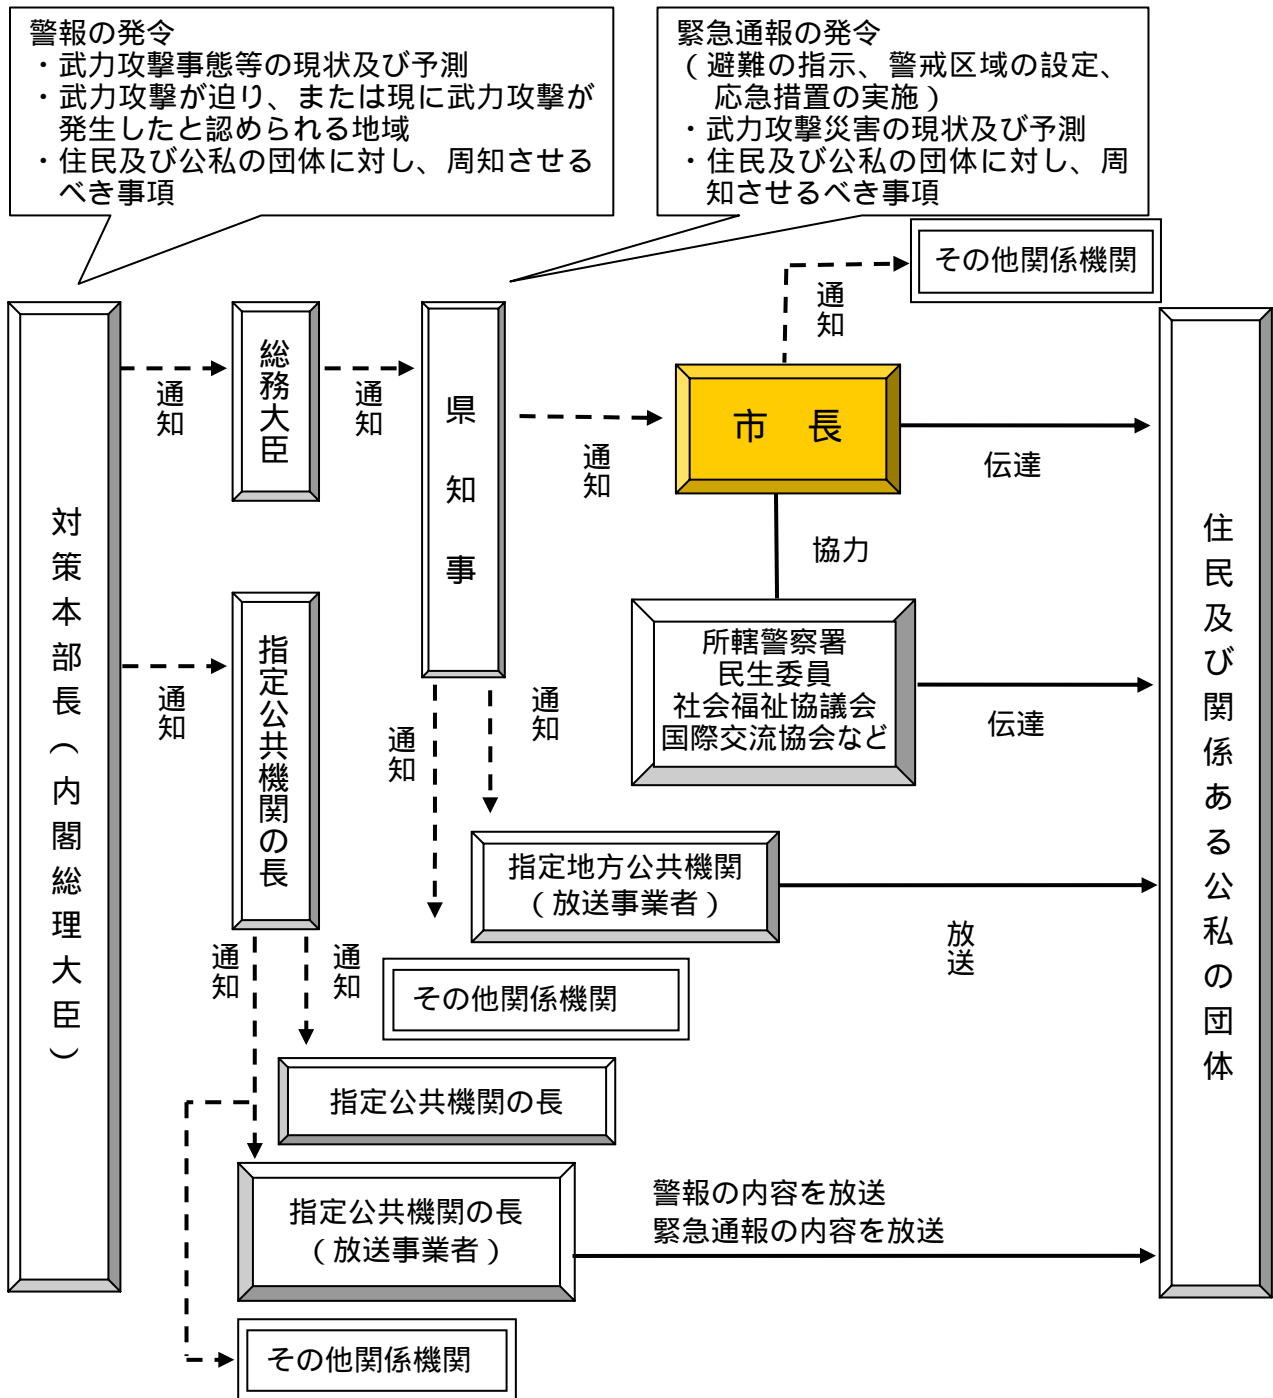 警報の発令
・武力攻撃事態等の現状及び予測
・武力攻撃が迫り、または現に武力攻撃が
発生したと認められる地域
・住民及び公私の団体に対し、周知させる
べき事項
緊急通報の発令
(避難の指示、警戒区域の設定、
応急措置の実施)
・武力攻撃災害の現状及び予測
・住民及び公私の団体に対し、周
知させるべき事項
その他関係機関
通知
対策本部長(内閣総理大臣)
通知
総務大臣
通知
県知事
通知
市 長
伝達
住民及び関係ある公私の団体
協力
所轄警察署
民生委員
社会福祉協議会
国際交流協会など
伝達
通知
指定公共機関の長
通知
通知
指定地方公共機関
(放送事業者)
放送
通知
通知
その他関係機関
指定公共機関の長
指定公共機関の長
(放送事業者)
警報の内容を放送
緊急通報の内容を放送
その他関係機関